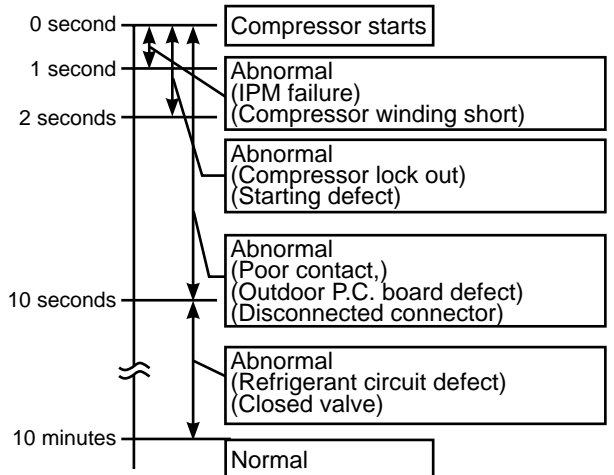 0 second
Compressor starts
1 second
Abnormal
(IPM failure)
(Compressor winding short)
2 seconds
Abnormal
(Compressor lock out)
(Starting defect)
Abnormal
(Poor contact,)
(Outdoor P.C. board defect)
(Disconnected connector)
10 seconds
Abnormal
(Refrigerant circuit defect)
(Closed valve)
10 minutes
Normal